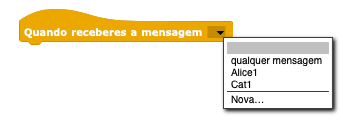 Quando receberes a mensagem
qualquer mensagem
Alice1
Cat1
Nova...